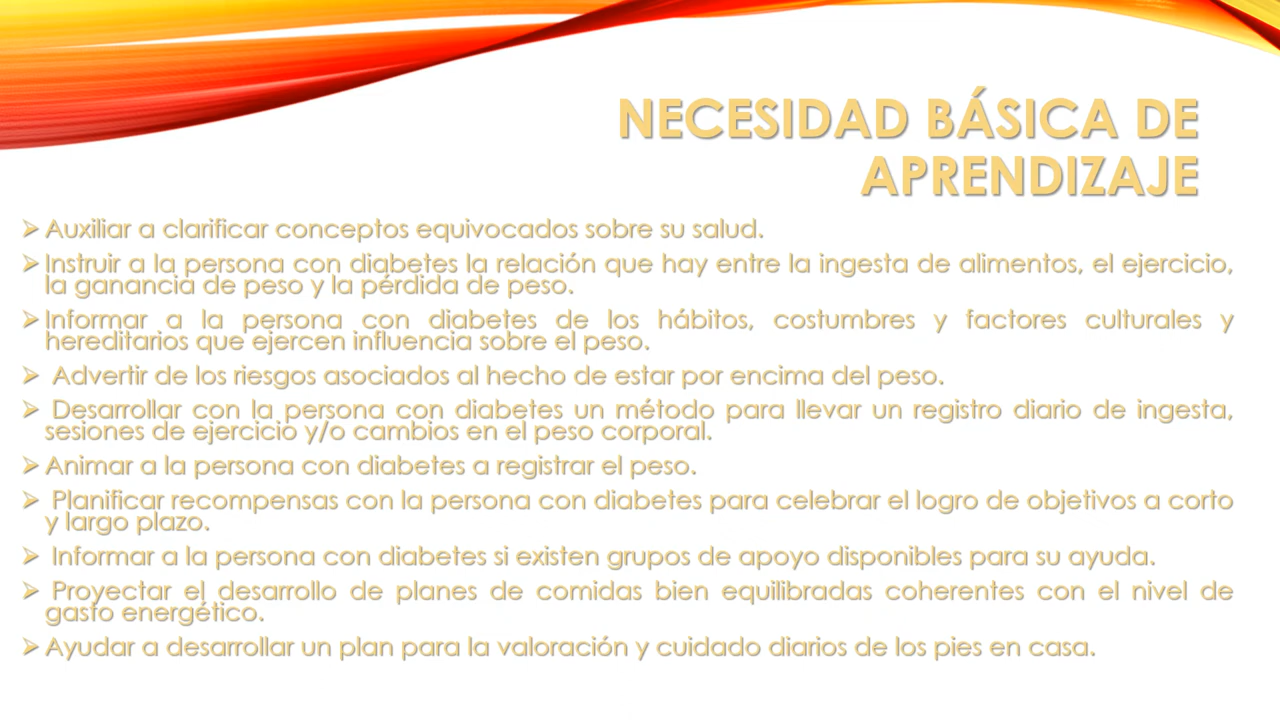 NECESIDAD BÁSICA DE
APRENDIZAJE
➢ Auxiliar a clarificar conceptos equivocados sobre su salud.
➢ Instruir a la persona con diabetes la relación que hay entre la ingesta de alimentos, el ejercicio,
la ganancia de peso y la pérdida de peso.
➢ Informar a la persona con diabetes de los hábitos, costumbres y factores culturales y
hereditarios que ejercen influencia sobre el peso.
➢ Advertir de los riesgos asociados al hecho de estar por encima del peso.
➢ Desarrollar con la persona con diabetes un método para llevar un registro diario de ingesta,
sesiones de ejercicio y/o cambios en el peso corporal.
➢ Animar a la persona con diabetes a registrar el peso.
➢ Planificar recompensas con la persona con diabetes para celebrar el logro de objetivos a corto
y largo plazo.
➢ Informar a la persona con diabetes si existen grupos de apoyo disponibles para su ayuda.
➢ Proyectar el desarrollo de planes de comidas bien equilibradas coherentes con el nivel de
gasto energético.
➢ Ayudar a desarrollar un plan para la valoración y cuidado diarios de los pies en casa.